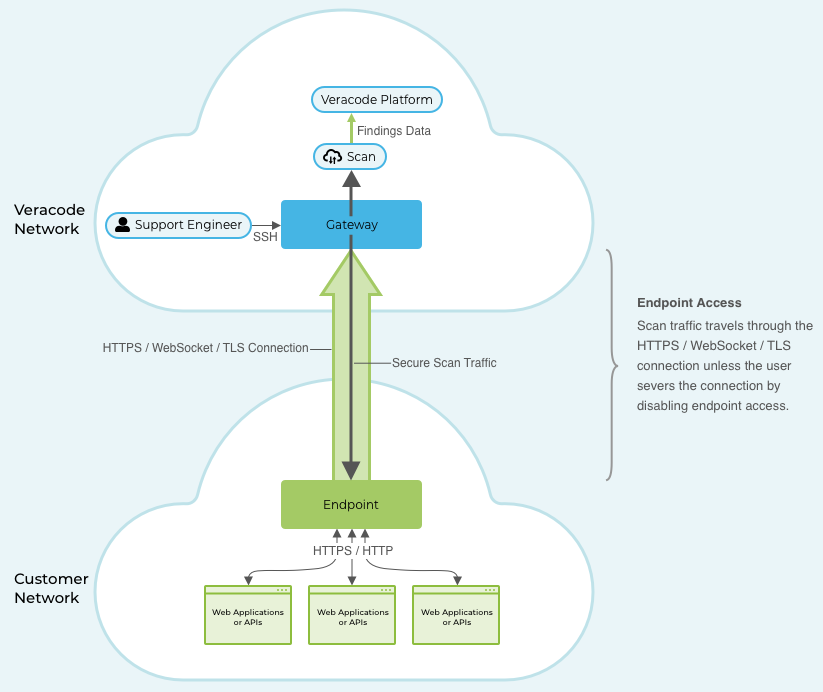 Veracode Platform
Findings Data
Scan
Veracode
Network
Support Engineer
SSH
Gateway
Endpoint Access
Scan traffic travels through the
HTTPS / WebSocket / TLS
connection unless the user
severs the connection by
disabling endpoint access.
HTTPS / WebSocket / TLS Connection
Secure Scan Traffic
Endpoint
HTTPS / HTTP
Customer
Network
Web Applications
or APIs
Web Applications
or APIs
Web Applications
or APIs